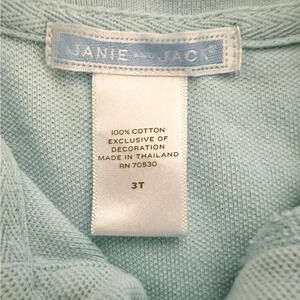 JANIE AND JACK®
100% COTTON
EXCLUSIVE OF
DECORATION
MADE IN THAILAND
RN 70530
3T